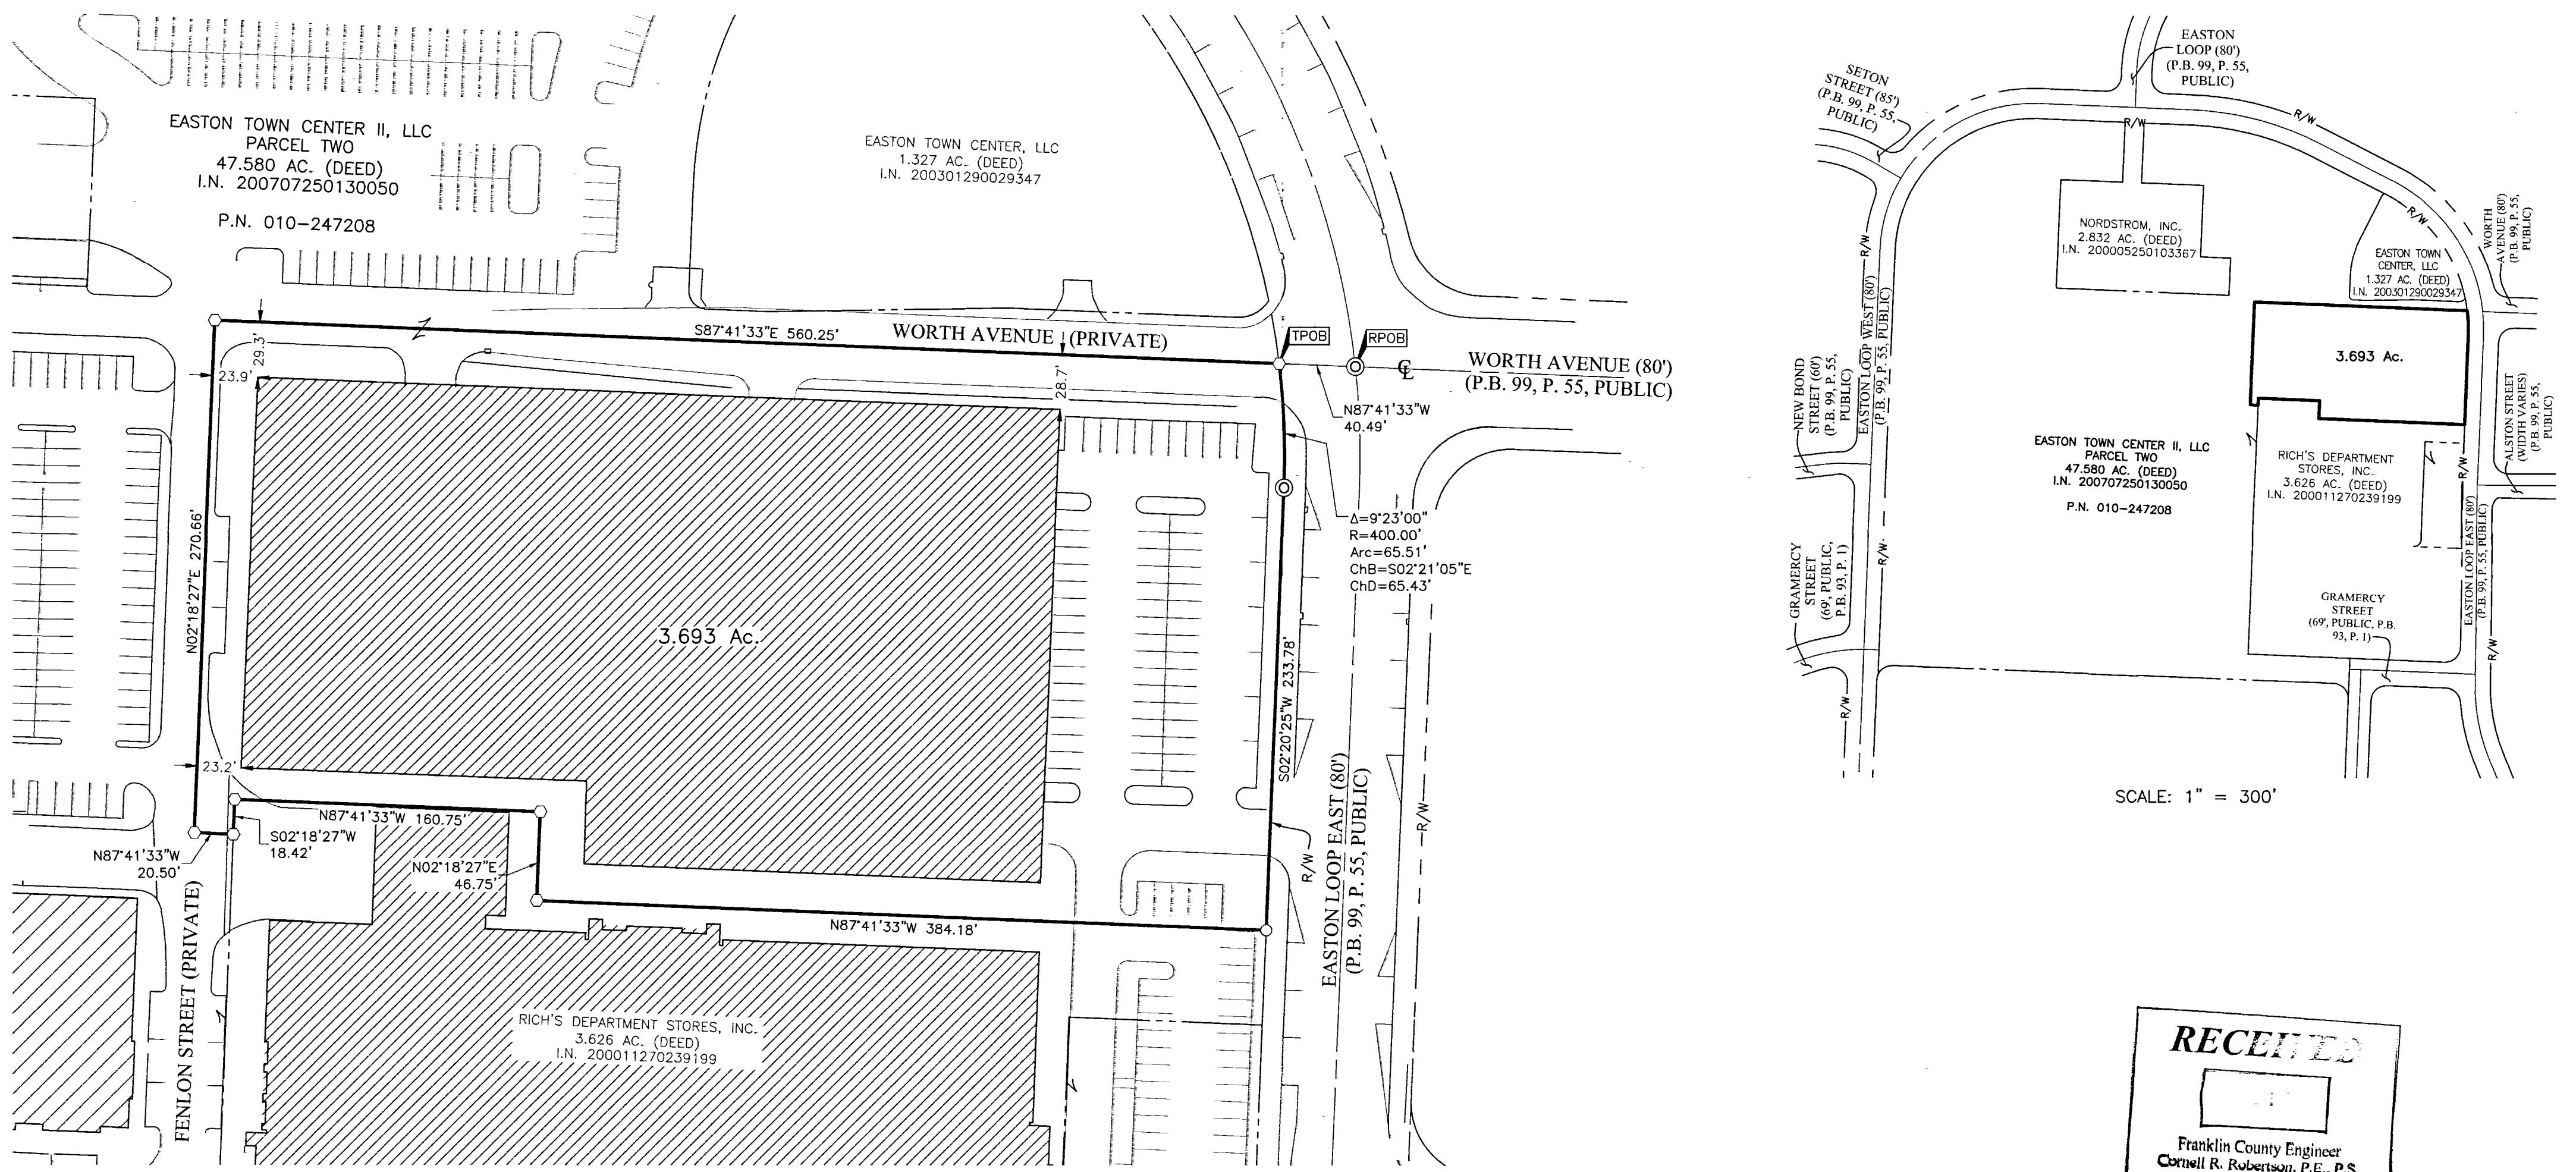 EASTON TOWN CENTER II, LLC
PARCEL TWO
47.580 AC. (DEED)
I.N. 200707250130050
P.N. 010-247208
EASTON TOWN CENTER, LLC
1.327 AC. (DEED)
I.N. 200301290029347
S87°41'33"E 560.25'
WORTH AVENUE (PRIVATE)
TPOB
RPOB
℄
WORTH AVENUE (80')
(P.B. 99, P. 55, PUBLIC)
N87°41'33"W
40.49'
29.3'
23.9'
28.7'
N02°18'27"E 270.66'
3.693 Ac.
Δ=9°23'00"
R=400.00'
Arc=65.51'
ChB=S02°21'05"E
ChD=65.43'
S02°20'25"W 233.78'
23.2'
N87°41'33"W 160.75'
S02°18'27"W
18.42'
N87°41'33"W
20.50'
N02°18'27"E
46.75'
N87°41'33"W 384.18'
R/W
R/W
EASTON LOOP EAST (80')
(P.B. 99, P. 55, PUBLIC)
FENLON STREET (PRIVATE)
RICH'S DEPARTMENT STORES, INC.
3.626 AC. (DEED)
I.N. 200011270239199
EASTON
LOOP (80')
(P.B. 99, P. 55,
PUBLIC)
SETON
STREET (85')
(P.B. 99, P. 55,
PUBLIC)
R/W
R/W
R/W
R/W
NORDSTROM, INC.
2.832 AC. (DEED)
I.N. 200005250103367
EASTON TOWN
CENTER, LLC
1.327 AC. (DEED)
I.N. 200301290029347
WORTH
AVENUE (80')
(P.B. 99, P. 55,
PUBLIC)
3.693 Ac.
EASTON LOOP WEST (80')
(P.B. 99, P. 55, PUBLIC)
NEW BOND
STREET (60')
(P.B. 99, P. 55,
PUBLIC)
ALSTON STREET
(WIDTH VARIES)
(P.B. 99, P. 55,
PUBLIC)
EASTON TOWN CENTER II, LLC
PARCEL TWO
47.580 AC. (DEED)
I.N. 200707250130050
P.N. 010-247208
RICH'S DEPARTMENT
STORES, INC.
3.626 AC. (DEED)
I.N. 200011270239199
R/W
R/W
EASTON LOOP EAST (80')
(P.B. 99, P. 55, PUBLIC)
GRAMERCY
STREET
(69', PUBLIC,
P.B. 93, P. 1)
GRAMERCY
STREET
(69', PUBLIC, P.B.
93, P. 1)
R/W
R/W
SCALE: 1" = 300'
RECEIVED
Franklin County Engineer
Cornell R. Robertson, P.E., P.S.